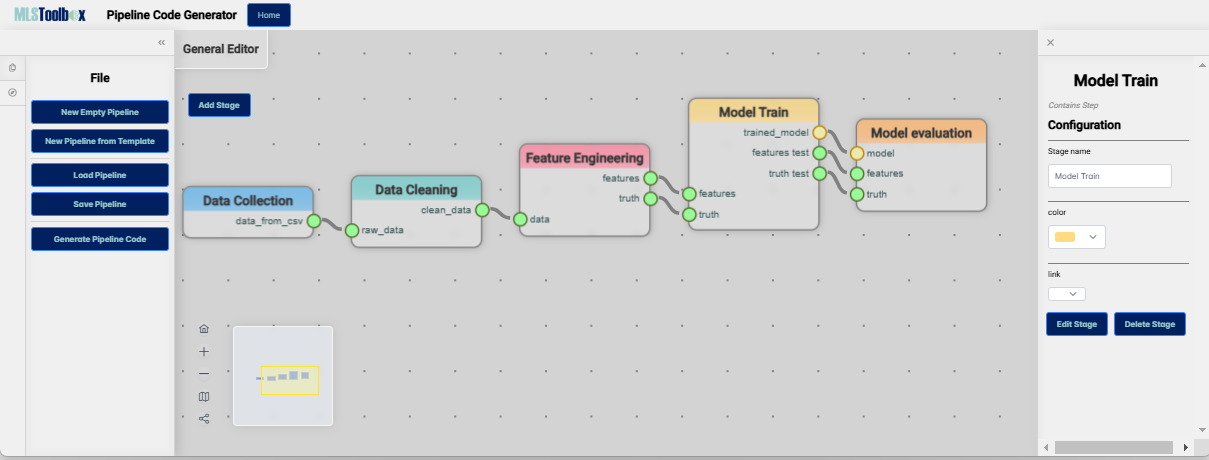 MLSToolbox
Pipeline Code Generator
Home
File
New Empty Pipeline
New Pipeline from Template
Load Pipeline
Save Pipeline
Generate Pipeline Code
General Editor
Add Stage
Data Collection
data_from_csv
Data Cleaning
clean_data
raw_data
Feature Engineering
features
truth
data
Model Train
trained_model
features test
truth test
features
truth
Model evaluation
model
features
truth
Model Train
Contains Step
Configuration
Stage name
Model Train
color
link
Edit Stage
Delete Stage